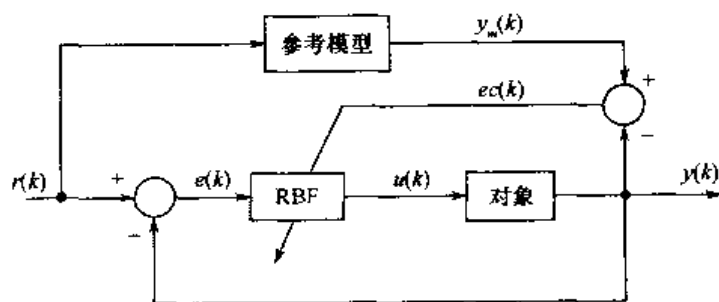 参考模型
y_m(k)
+
ec(k)
−
r(k)
+
e(k)
RBF
u(k)
对象
y(k)
−